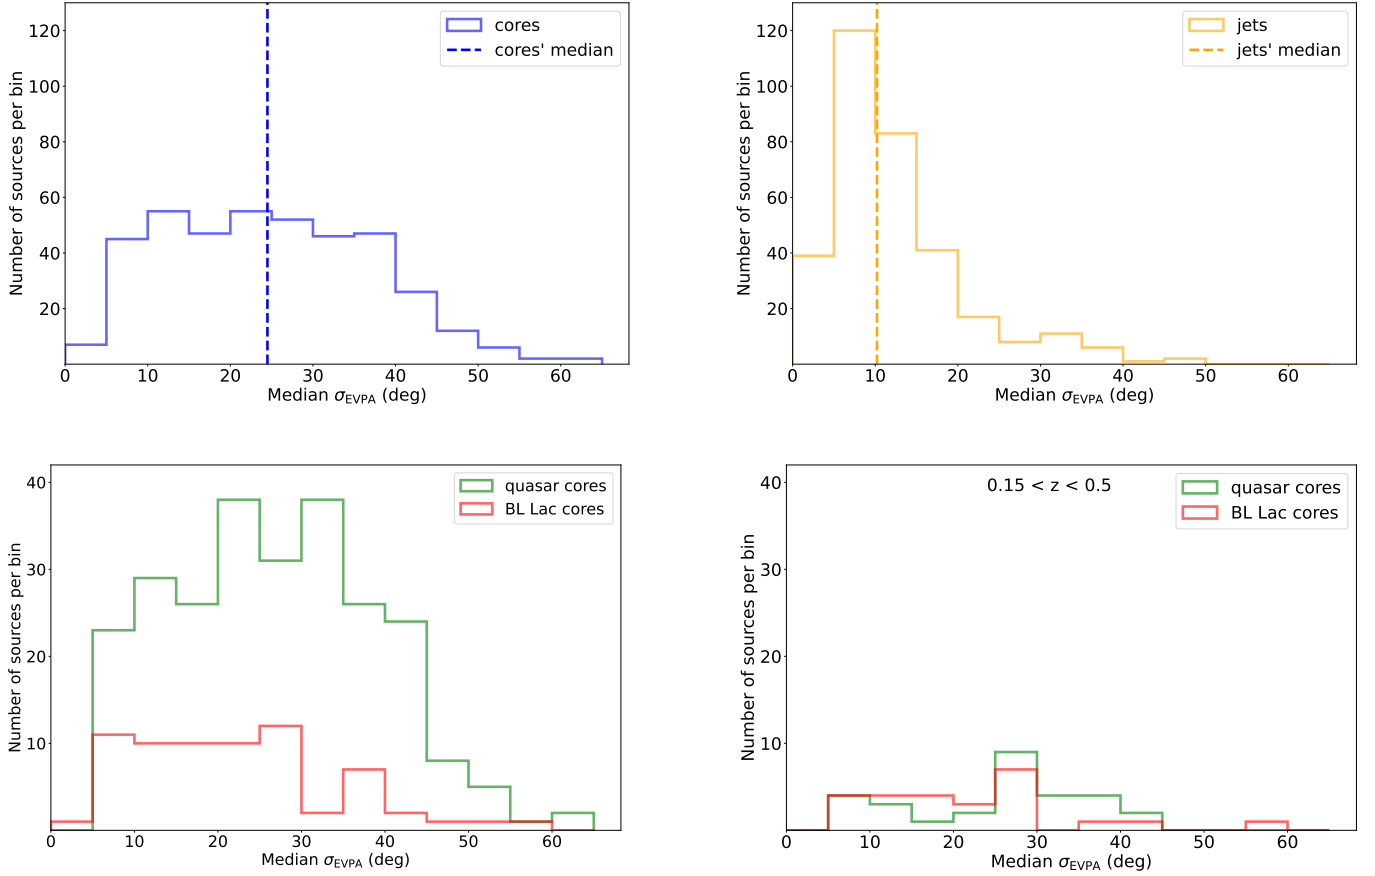 120
100
80
60
40
20
Number of sources per bin
0 10 20 30 40 50 60
Median σEVPA (deg)
cores
cores' median
120
100
80
60
40
20
Number of sources per bin
0 10 20 30 40 50 60
Median σEVPA (deg)
jets
jets' median
40
30
20
10
Number of sources per bin
0 10 20 30 40 50 60
Median σEVPA (deg)
quasar cores
BL Lac cores
40
30
20
10
Number of sources per bin
0 10 20 30 40 50 60
Median σEVPA (deg)
0.15 < z < 0.5
quasar cores
BL Lac cores